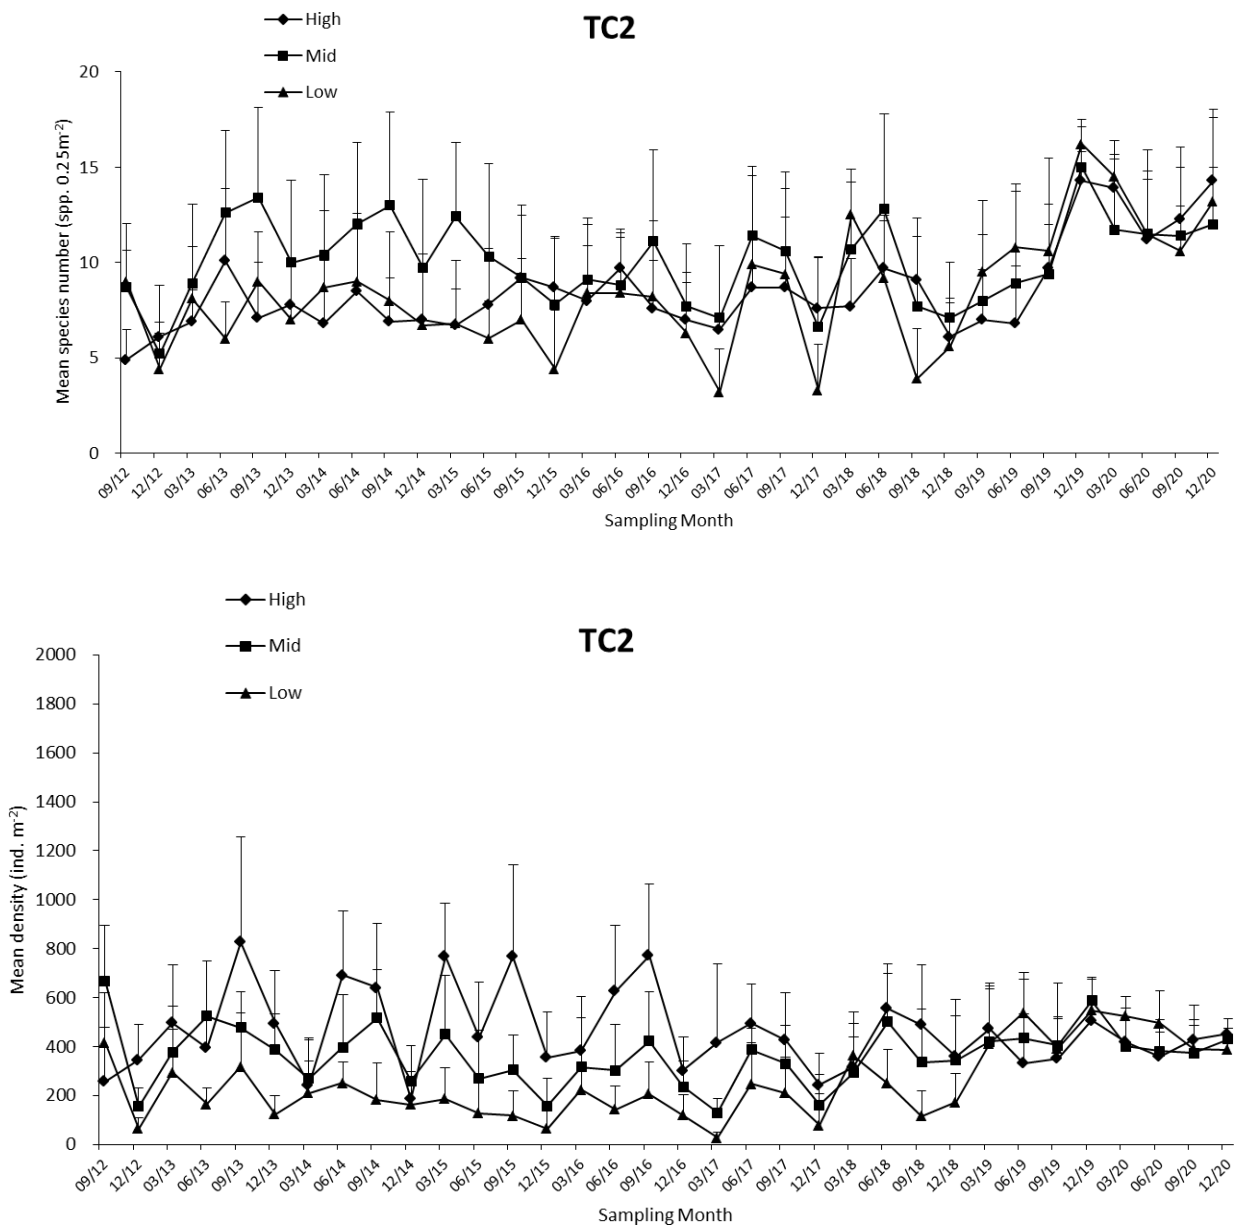 High
TC2
Mid
Low
20
15
10
5
0
Mean species number (spp. 0.25m-2)
09/12 12/12 03/13 06/13 09/13 12/13 03/14 06/14 09/14 12/14 03/15 06/15 09/15 12/15 03/16 06/16 09/16 12/16 03/17 06/17 09/17 12/17 03/18 06/18 09/18 12/18 03/19 06/19 09/19 12/19 03/20 06/20 09/20 12/20
Sampling Month
High
Mid
TC2
Low
2000
1800
1600
1400
1200
1000
800
600
400
200
0
Mean density (ind. m-2)
09/12 12/12 03/13 06/13 09/13 12/13 03/14 06/14 09/14 12/14 03/15 06/15 09/15 12/15 03/16 06/16 09/16 12/16 03/17 06/17 09/17 12/17 03/18 06/18 09/18 12/18 03/19 06/19 09/19 12/19 03/20 06/20 09/20 12/20
Sampling Month